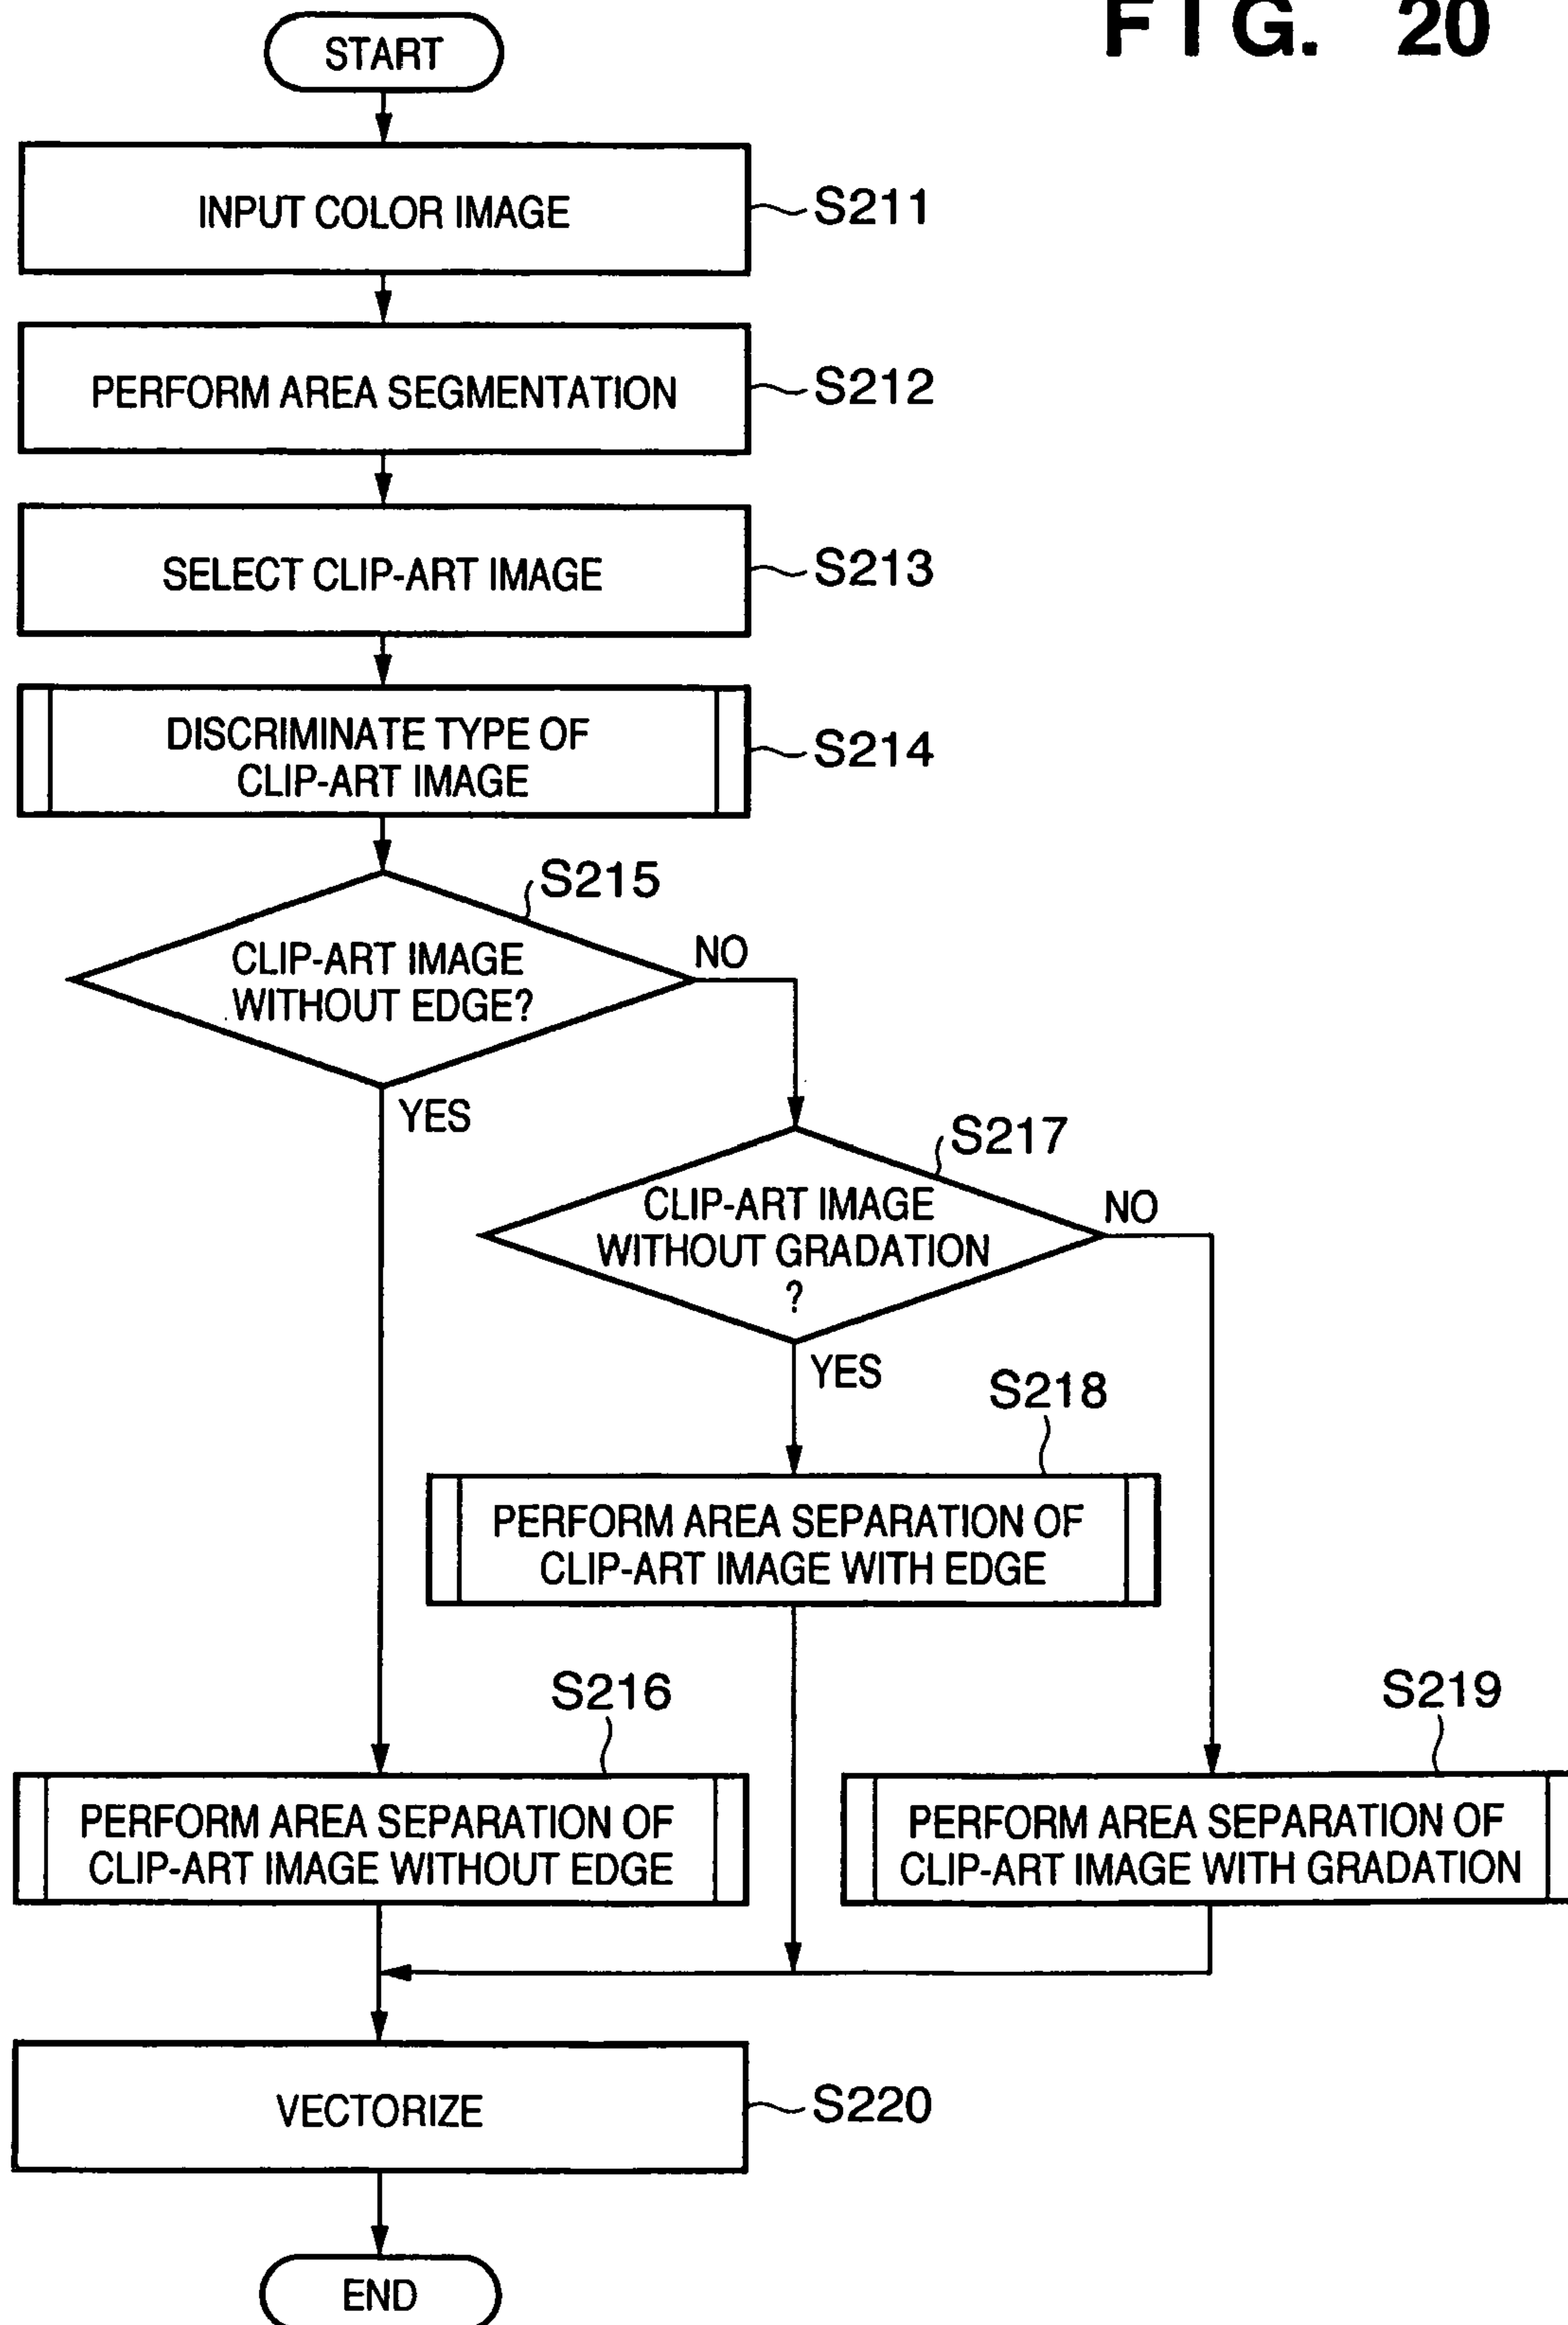 FIG. 20
START
INPUT COLOR IMAGE
S211
PERFORM AREA SEGMENTATION
S212
SELECT CLIP-ART IMAGE
S213
DISCRIMINATE TYPE OF
CLIP-ART IMAGE
S214
S215
CLIP-ART IMAGE
WITHOUT EDGE?
NO
YES
S217
CLIP-ART IMAGE
WITHOUT GRADATION
?
NO
YES
S218
PERFORM AREA SEPARATION OF
CLIP-ART IMAGE WITH EDGE
S216
PERFORM AREA SEPARATION OF
CLIP-ART IMAGE WITHOUT EDGE
S219
PERFORM AREA SEPARATION OF
CLIP-ART IMAGE WITH GRADATION
VECTORIZE
S220
END